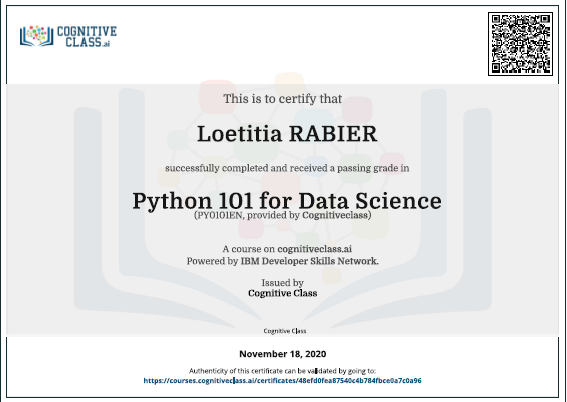 COGNITIVE
CLASS.ai
This is to certify that
Loetitia RABIER
successfully completed and received a passing grade in
Python 101 for Data Science
(PY0101EN, provided by Cognitiveclass)
A course on cognitiveclass.ai
Powered by IBM Developer Skills Network.
Issued by
Cognitive Class
Cognitive Class
November 18, 2020
Authenticity of this certificate can be validated by going to:
https://courses.cognitiveclass.ai/certificates/48efd0fea87540c4b784fbce0a7c0a96